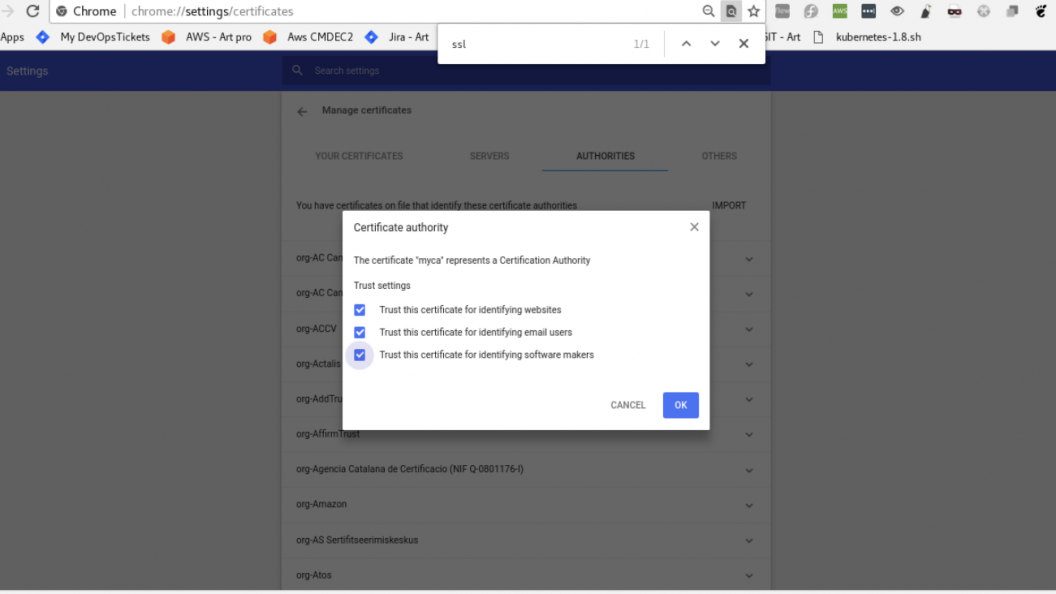 Chrome chrome://settings/certificates
Apps My DevOpsTickets AWS - Art pro Aws CMDEC2 Jira - Art GIT - Art kubernetes-1.8.sh
ssl 1/1
Settings Search settings
Manage certificates
YOUR CERTIFICATES SERVERS AUTHORITIES OTHERS
You have certificates on file that identify these certificate authorities IMPORT
Certificate authority
The certificate "myca" represents a Certification Authority
Trust settings
Trust this certificate for identifying websites
Trust this certificate for identifying email users
Trust this certificate for identifying software makers
CANCEL OK
org-AC Can
org-AC Can
org-ACCV
org-Actalis
org-AddTru
org-AffirmTrust
org-Agencia Catalana de Certificacio (NIF Q-0801176-I)
org-Amazon
org-AS Sertifitseerimiskeskus
org-Atos